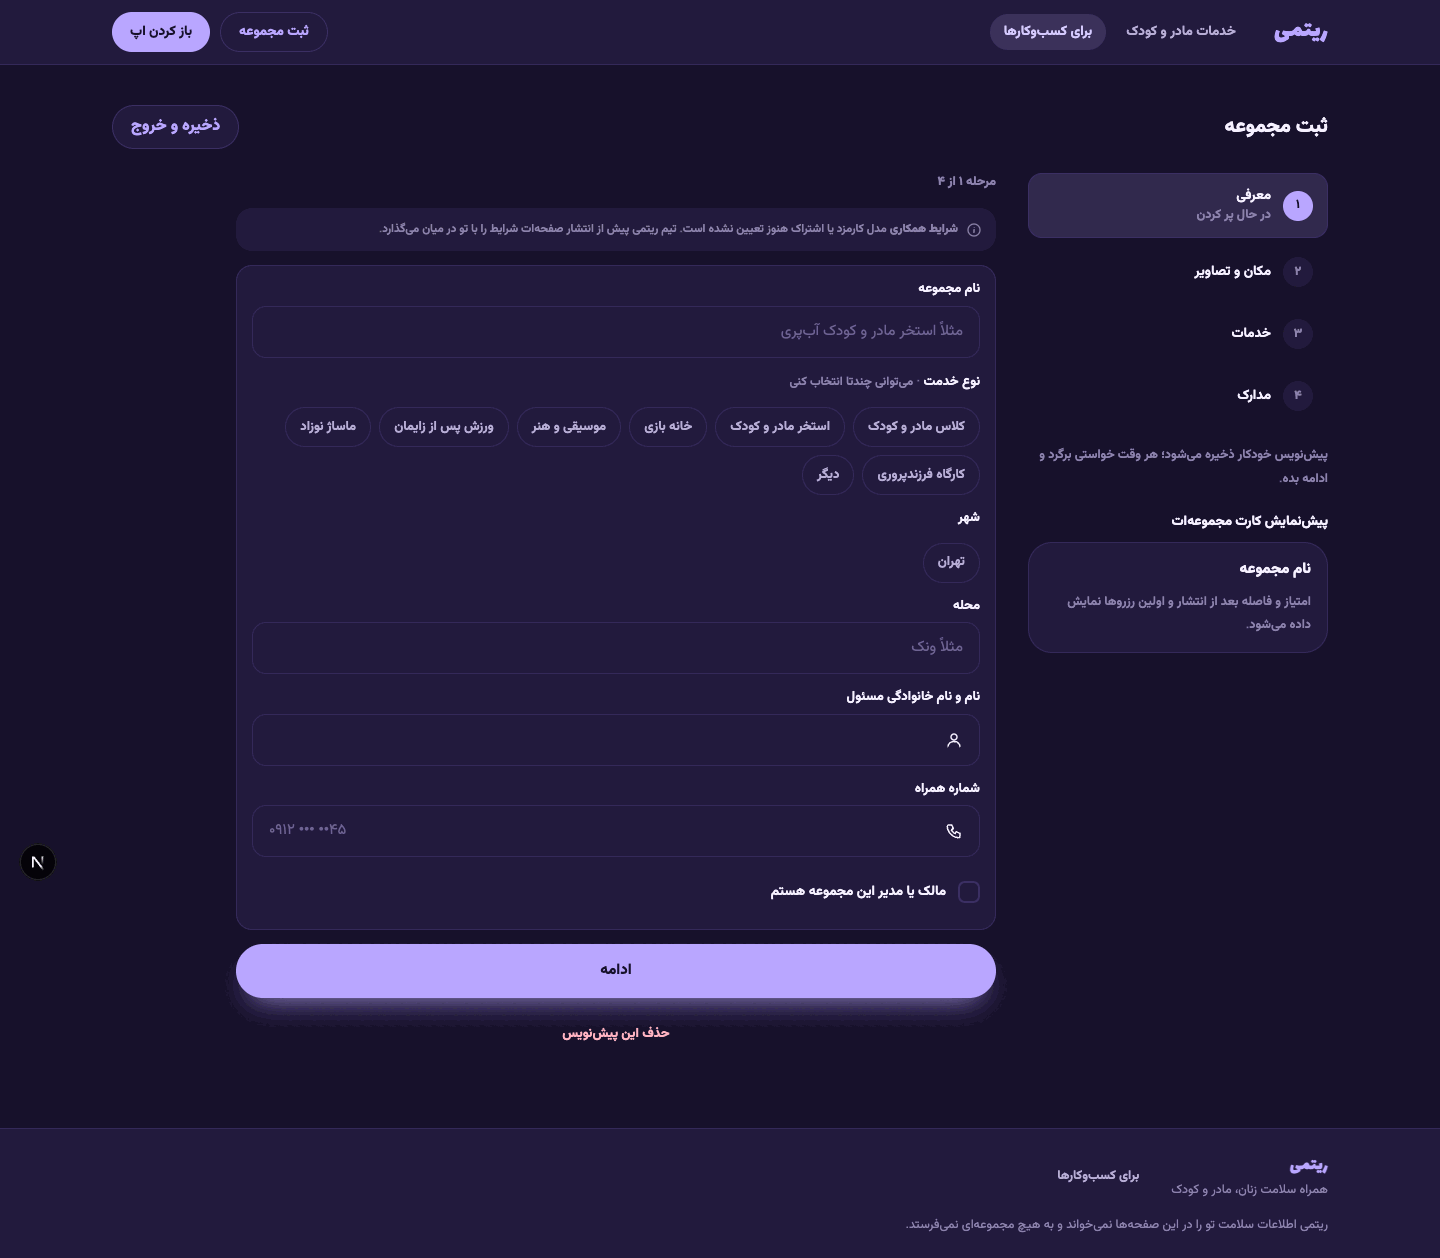 ریتمی
خدمات مادر و کودک
برای کسب‌وکارها
ثبت مجموعه
باز کردن اپ
ثبت مجموعه
ذخیره و خروج
۱
معرفی
در حال پر کردن
۲
مکان و تصاویر
۳
خدمات
۴
مدارک
پیش‌نویس خودکار ذخیره می‌شود؛ هر وقت خواستی برگرد و
ادامه بده.
پیش‌نمایش کارت مجموعه‌ات
نام مجموعه
امتیاز و فاصله بعد از انتشار و اولین رزروها نمایش
داده می‌شود.
مرحله ۱ از ۴
شرایط همکاری مدل کارمزد یا اشتراک هنوز تعیین نشده است. تیم ریتمی پیش از انتشار صفحه‌ات شرایط را با تو در میان می‌گذارد.
نام مجموعه
مثلاً استخر مادر و کودک آب‌پری
نوع خدمت · می‌توانی چندتا انتخاب کنی
کلاس مادر و کودک
استخر مادر و کودک
خانه بازی
موسیقی و هنر
ورزش پس از زایمان
ماساژ نوزاد
کارگاه فرزندپروری
دیگر
شهر
تهران
محله
مثلاً ونک
نام و نام خانوادگی مسئول
شماره همراه
۰۹۱۲ ••• ••۴۵
مالک یا مدیر این مجموعه هستم
ادامه
حذف این پیش‌نویس
N
ریتمی
همراه سلامت زنان، مادر و کودک
برای کسب‌وکارها
ریتمی اطلاعات سلامت تو را در این صفحه‌ها نمی‌خواند و به هیچ مجموعه‌ای نمی‌فرستد.